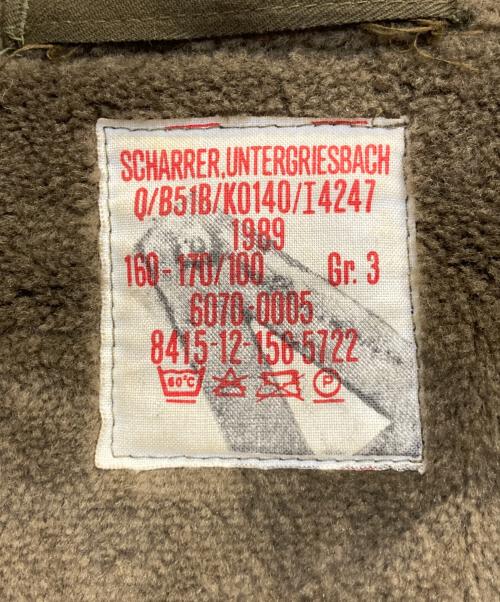 SCHARRER,UNTERGRIESBACH
Q/B51B/K0140/I4247
1989
160-170/100 Gr. 3
6070-0005
8415-12-156-5722
60°C P